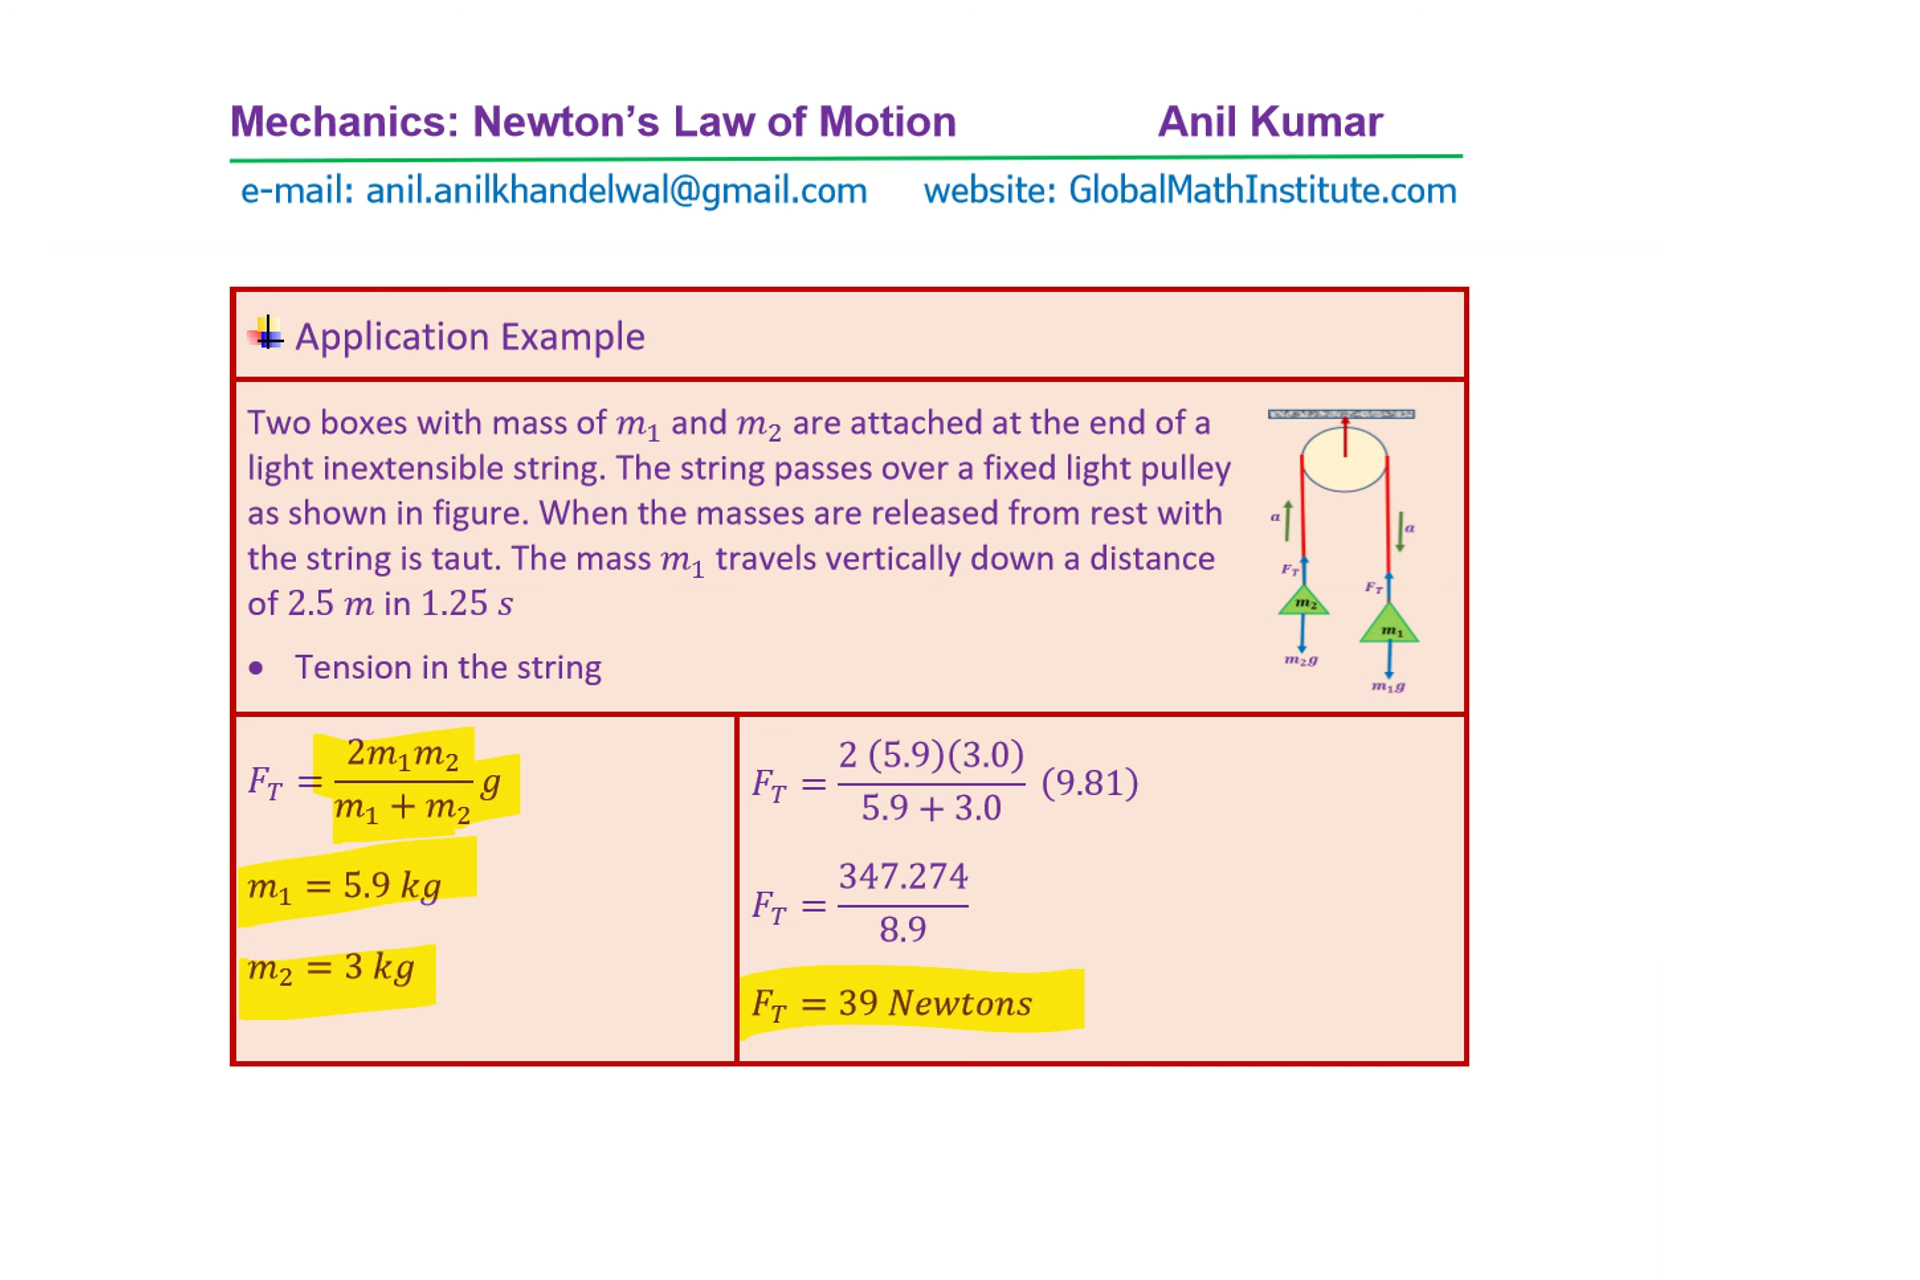 Mechanics: Newton's Law of Motion Anil Kumar
e-mail: anil.anilkhandelwal@gmail.com website: GlobalMathInstitute.com
Application Example
Two boxes with mass of m₁ and m₂ are attached at the end of a
light inextensible string. The string passes over a fixed light pulley
as shown in figure. When the masses are released from rest with
the string is taut. The mass m₁ travels vertically down a distance
of 2.5 m in 1.25 s
• Tension in the string
a
a
F_T
F_T
m₂
m₁
m₂g
m₁g
F_T = 2m₁m₂ / (m₁ + m₂) g
m₁ = 5.9 kg
m₂ = 3 kg
F_T = 2 (5.9)(3.0) / (5.9 + 3.0) (9.81)
F_T = 347.274 / 8.9
F_T = 39 Newtons